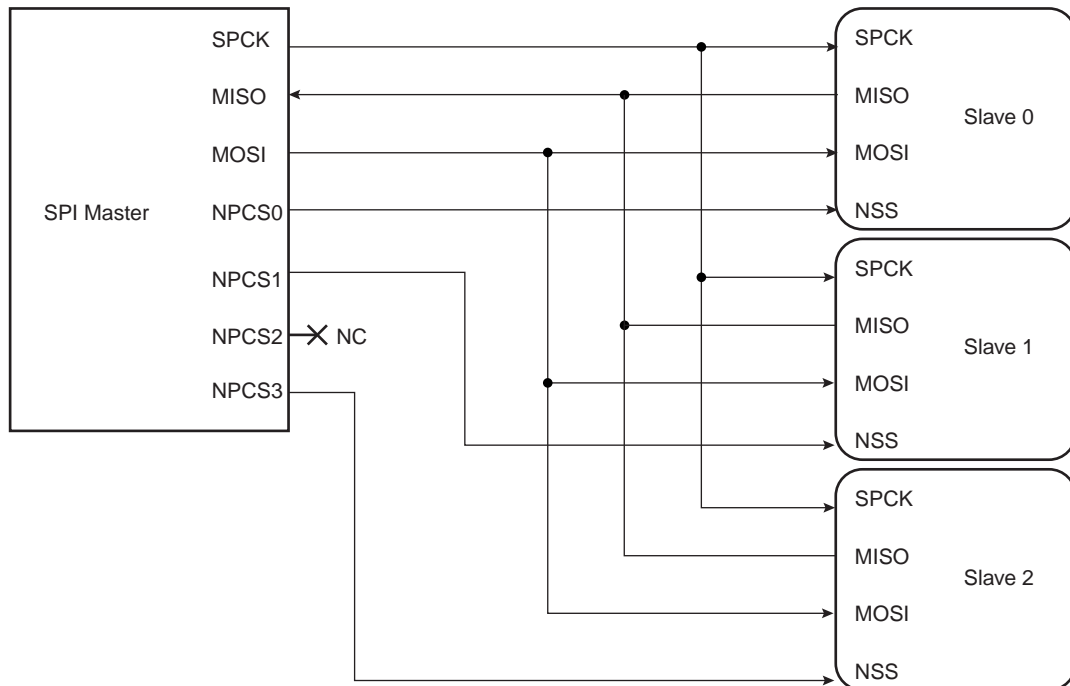 SPI Master
SPCK
MISO
MOSI
NPCS0
NPCS1
NPCS2
NC
NPCS3
SPCK
MISO
MOSI
NSS
Slave 0
SPCK
MISO
MOSI
NSS
Slave 1
SPCK
MISO
MOSI
NSS
Slave 2